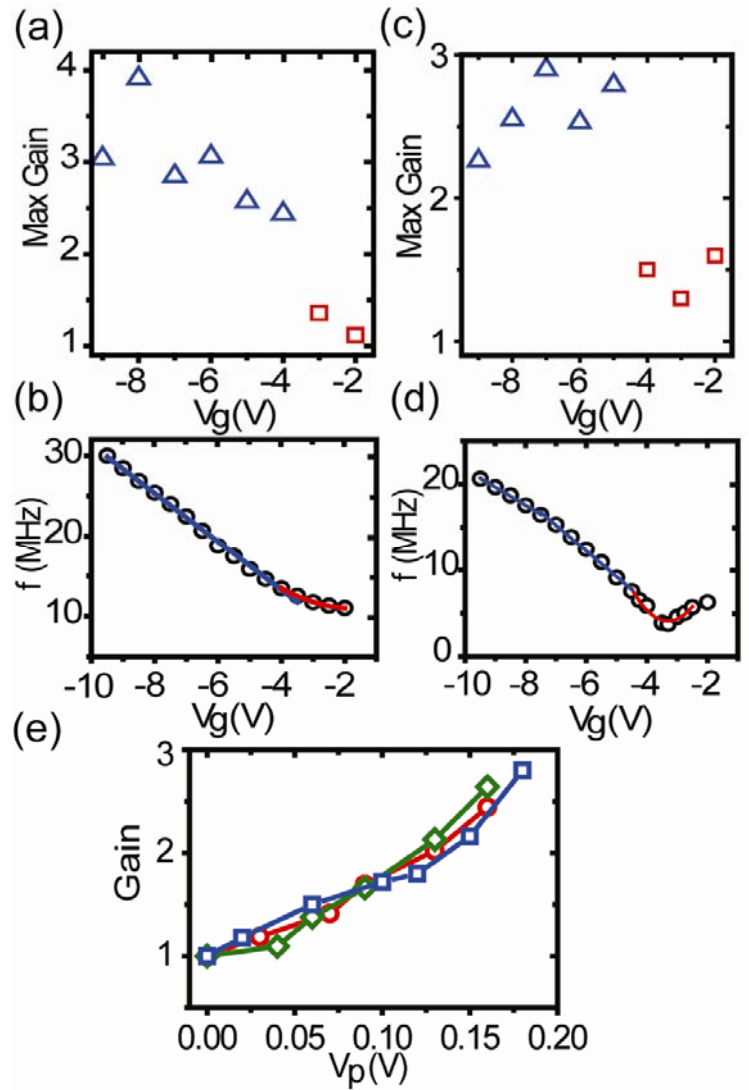 (a)
4
3
2
1
Max Gain
-8 -6 -4 -2
Vg(V)
(c)
3
2
1
Max Gain
-8 -6 -4 -2
Vg(V)
(b)
30
20
10
f (MHz)
-10 -8 -6 -4 -2
Vg(V)
(d)
20
10
0
f (MHz)
-10 -8 -6 -4 -2
Vg(V)
(e)
3
2
1
Gain
0.00 0.05 0.10 0.15 0.20
Vp(V)